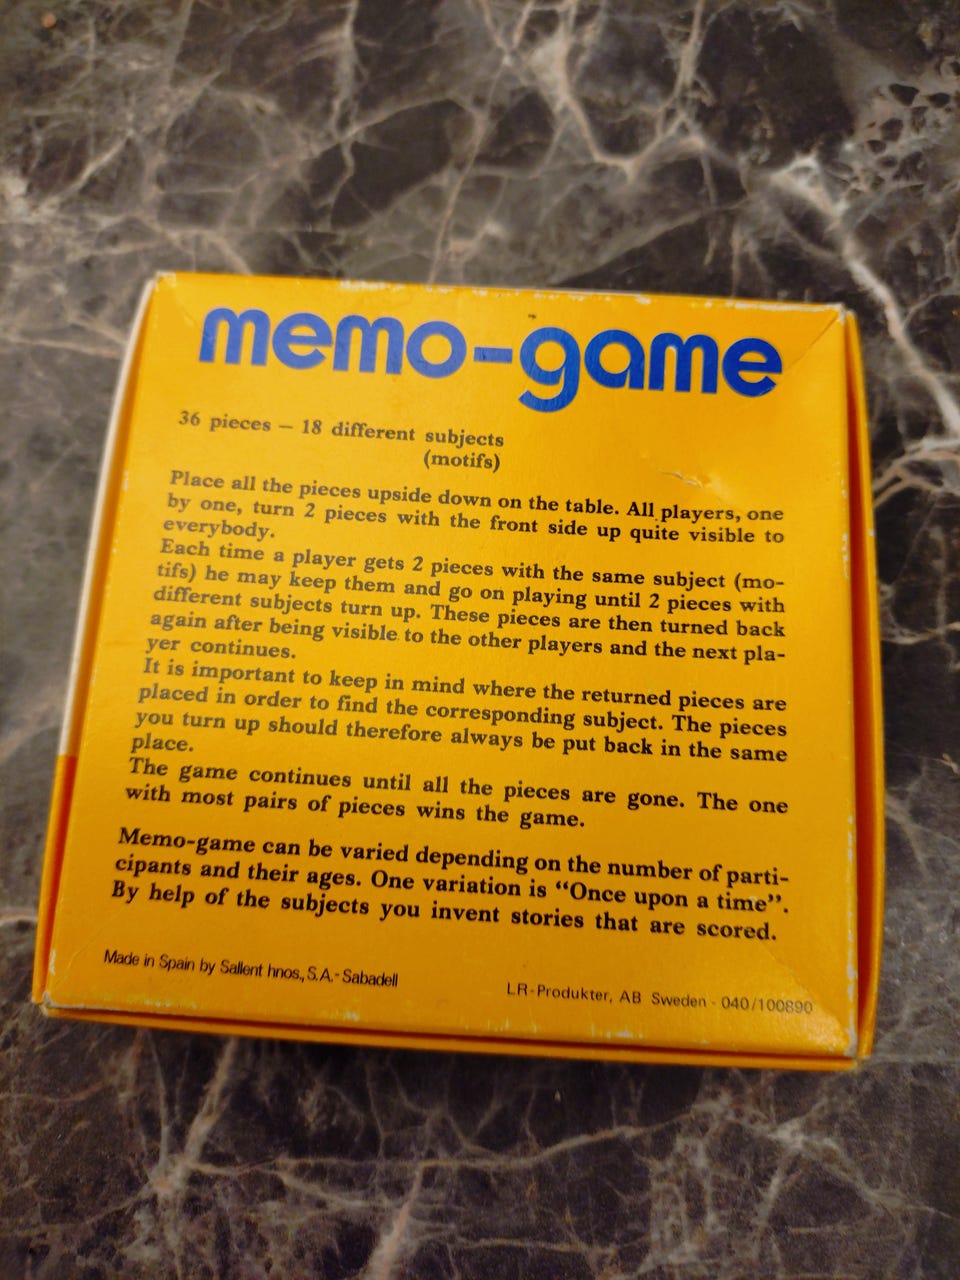 memo-game
36 pieces – 18 different subjects
(motifs)
Place all the pieces upside down on the table. All players, one
by one, turn 2 pieces with the front side up quite visible to
everybody.
Each time a player gets 2 pieces with the same subject (mo-
tifs) he may keep them and go on playing until 2 pieces with
different subjects turn up. These pieces are then turned back
again after being visible to the other players and the next pla-
yer continues.
It is important to keep in mind where the returned pieces are
placed in order to find the corresponding subject. The pieces
you turn up should therefore always be put back in the same
place.
The game continues until all the pieces are gone. The one
with most pairs of pieces wins the game.
Memo-game can be varied depending on the number of parti-
cipants and their ages. One variation is “Once upon a time”.
By help of the subjects you invent stories that are scored.
Made in Spain by Sallent hnos., S.A. - Sabadell
LR-Produkter, AB Sweden - 040/100890